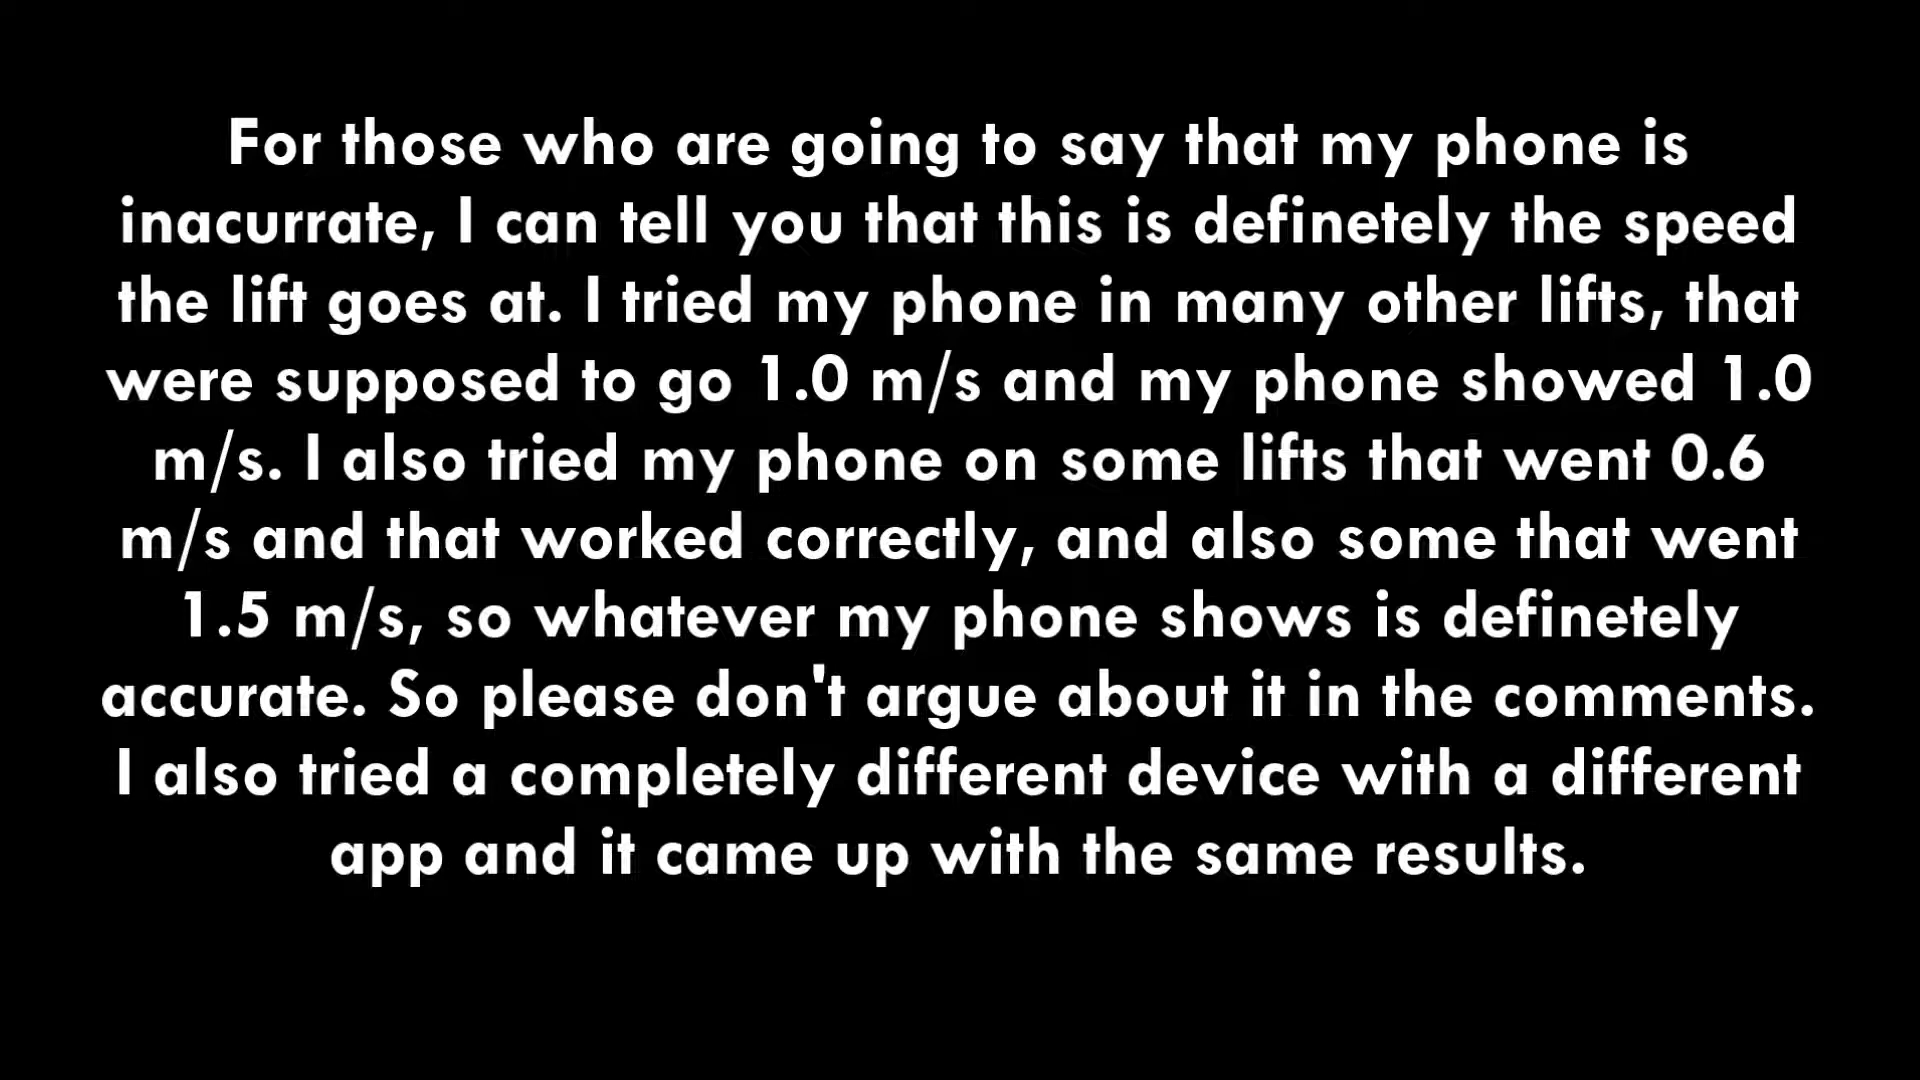 For those who are going to say that my phone is
inacurrate, I can tell you that this is definetely the speed
the lift goes at. I tried my phone in many other lifts, that
were supposed to go 1.0 m/s and my phone showed 1.0
m/s. I also tried my phone on some lifts that went 0.6
m/s and that worked correctly, and also some that went
1.5 m/s, so whatever my phone shows is definetely
accurate. So please don't argue about it in the comments.
I also tried a completely different device with a different
app and it came up with the same results.